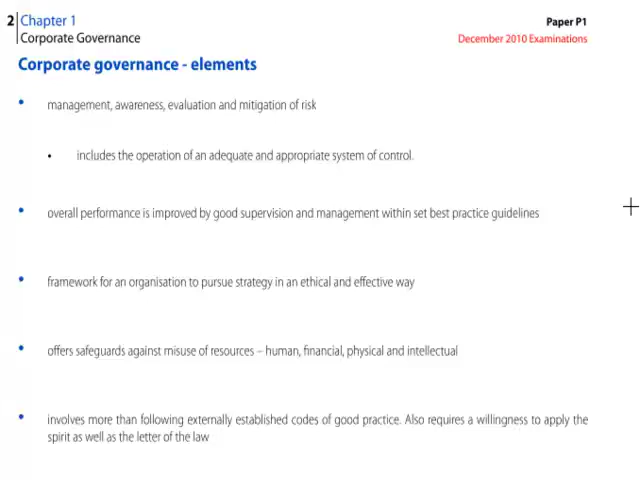 2 Chapter 1 Paper P1
Corporate Governance December 2010 Examinations
Corporate governance - elements
• management, awareness, evaluation and mitigation of risk
• includes the operation of an adequate and appropriate system of control.
• overall performance is improved by good supervision and management within set best practice guidelines
• framework for an organisation to pursue strategy in an ethical and effective way
• offers safeguards against misuse of resources – human, financial, physical and intellectual
• involves more than following externally established codes of good practice. Also requires a willingness to apply the
spirit as well as the letter of the law